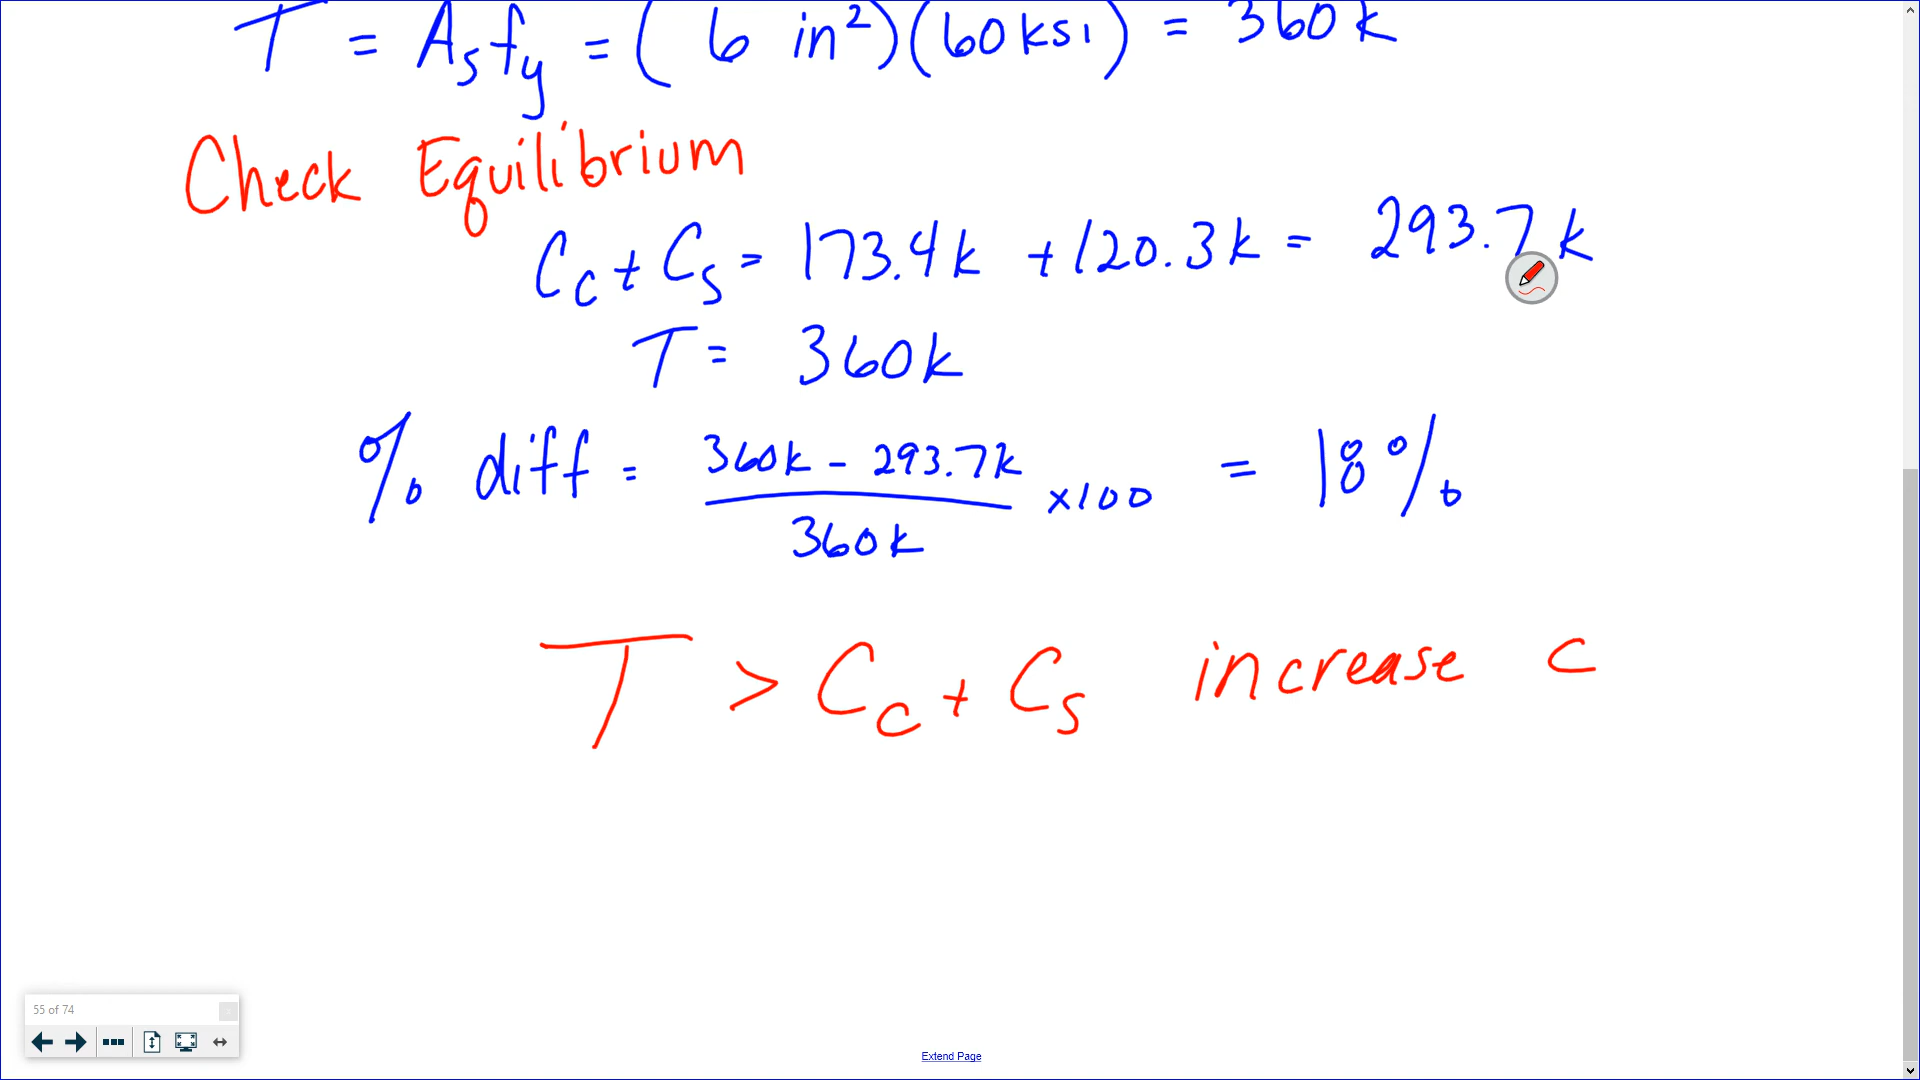 T = Asfy = (6 in²)(60ksi) = 360k
Check Equilibrium
Cc + Cs = 173.4k + 120.3k = 293.7k
T = 360k
% diff = 360k - 293.7k / 360k x100 = 18%
T > Cc + Cs increase c
55 of 74
Extend Page